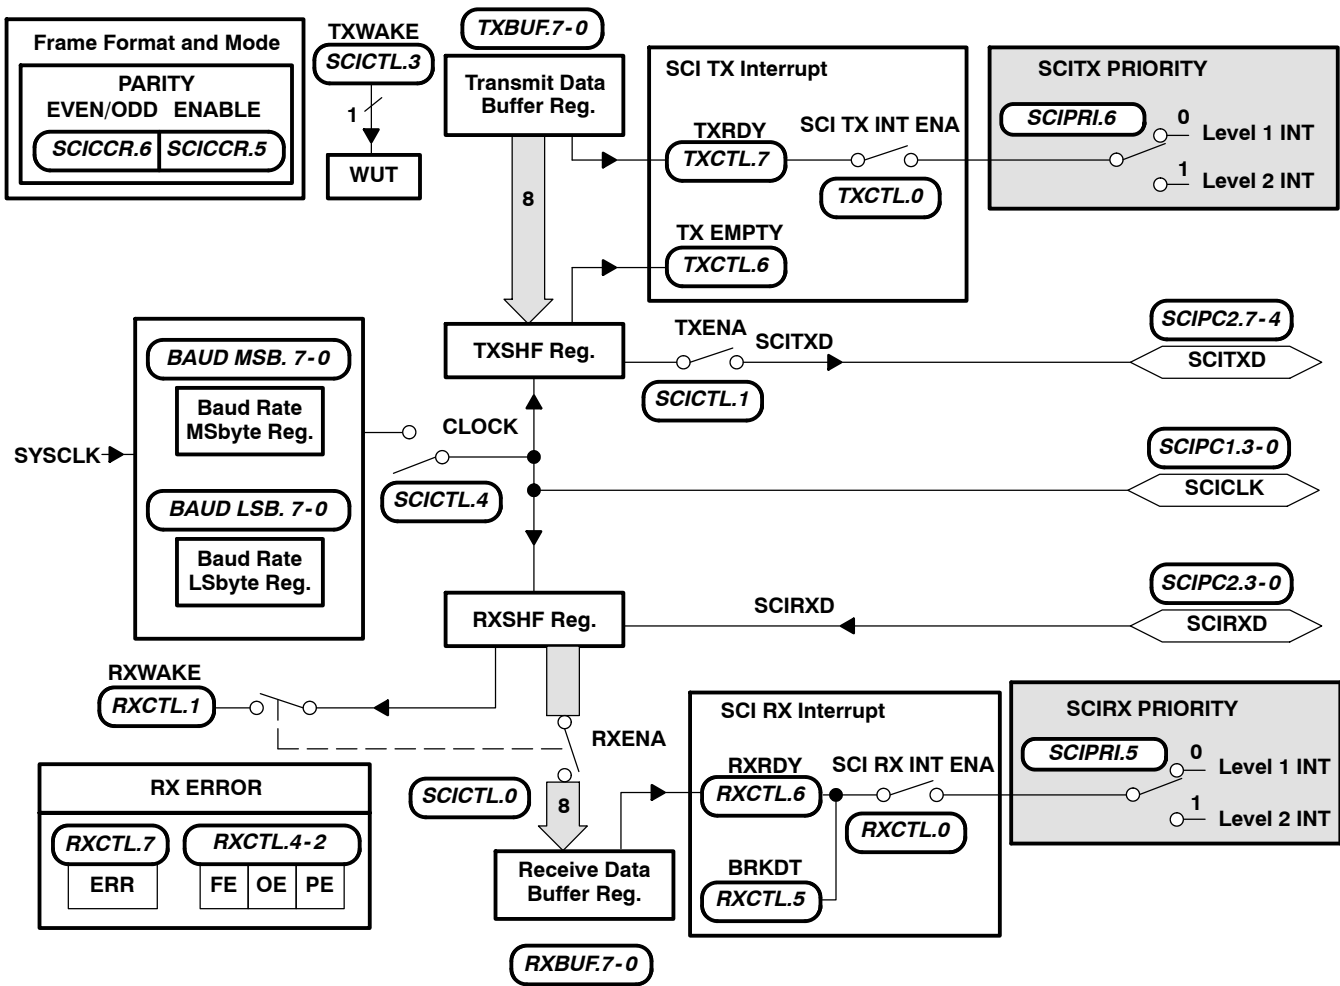 Frame Format and Mode
PARITY
EVEN/ODD ENABLE
SCICCR.6 SCICCR.5
TXWAKE
SCICTL.3
1
WUT
TXBUF.7-0
Transmit Data
Buffer Reg.
8
SCI TX Interrupt
TXRDY
TXCTL.7
SCI TX INT ENA
TXCTL.0
TX EMPTY
TXCTL.6
SCITX PRIORITY
SCIPRI.6
0
Level 1 INT
1
Level 2 INT
BAUD MSB. 7-0
Baud Rate
MSbyte Reg.
SYSCLK
BAUD LSB. 7-0
Baud Rate
LSbyte Reg.
TXSHF Reg.
TXENA
SCITXD
SCICTL.1
SCIPC2.7-4
SCITXD
CLOCK
SCICTL.4
SCIPC1.3-0
SCICLK
RXSHF Reg.
SCIRXD
SCIPC2.3-0
SCIRXD
RXWAKE
RXCTL.1
RXENA
SCICTL.0
8
RX ERROR
RXCTL.7
RXCTL.4-2
ERR
FE OE PE
Receive Data
Buffer Reg.
RXBUF.7-0
SCI RX Interrupt
RXRDY
RXCTL.6
SCI RX INT ENA
RXCTL.0
BRKDT
RXCTL.5
SCIRX PRIORITY
SCIPRI.5
0
Level 1 INT
1
Level 2 INT